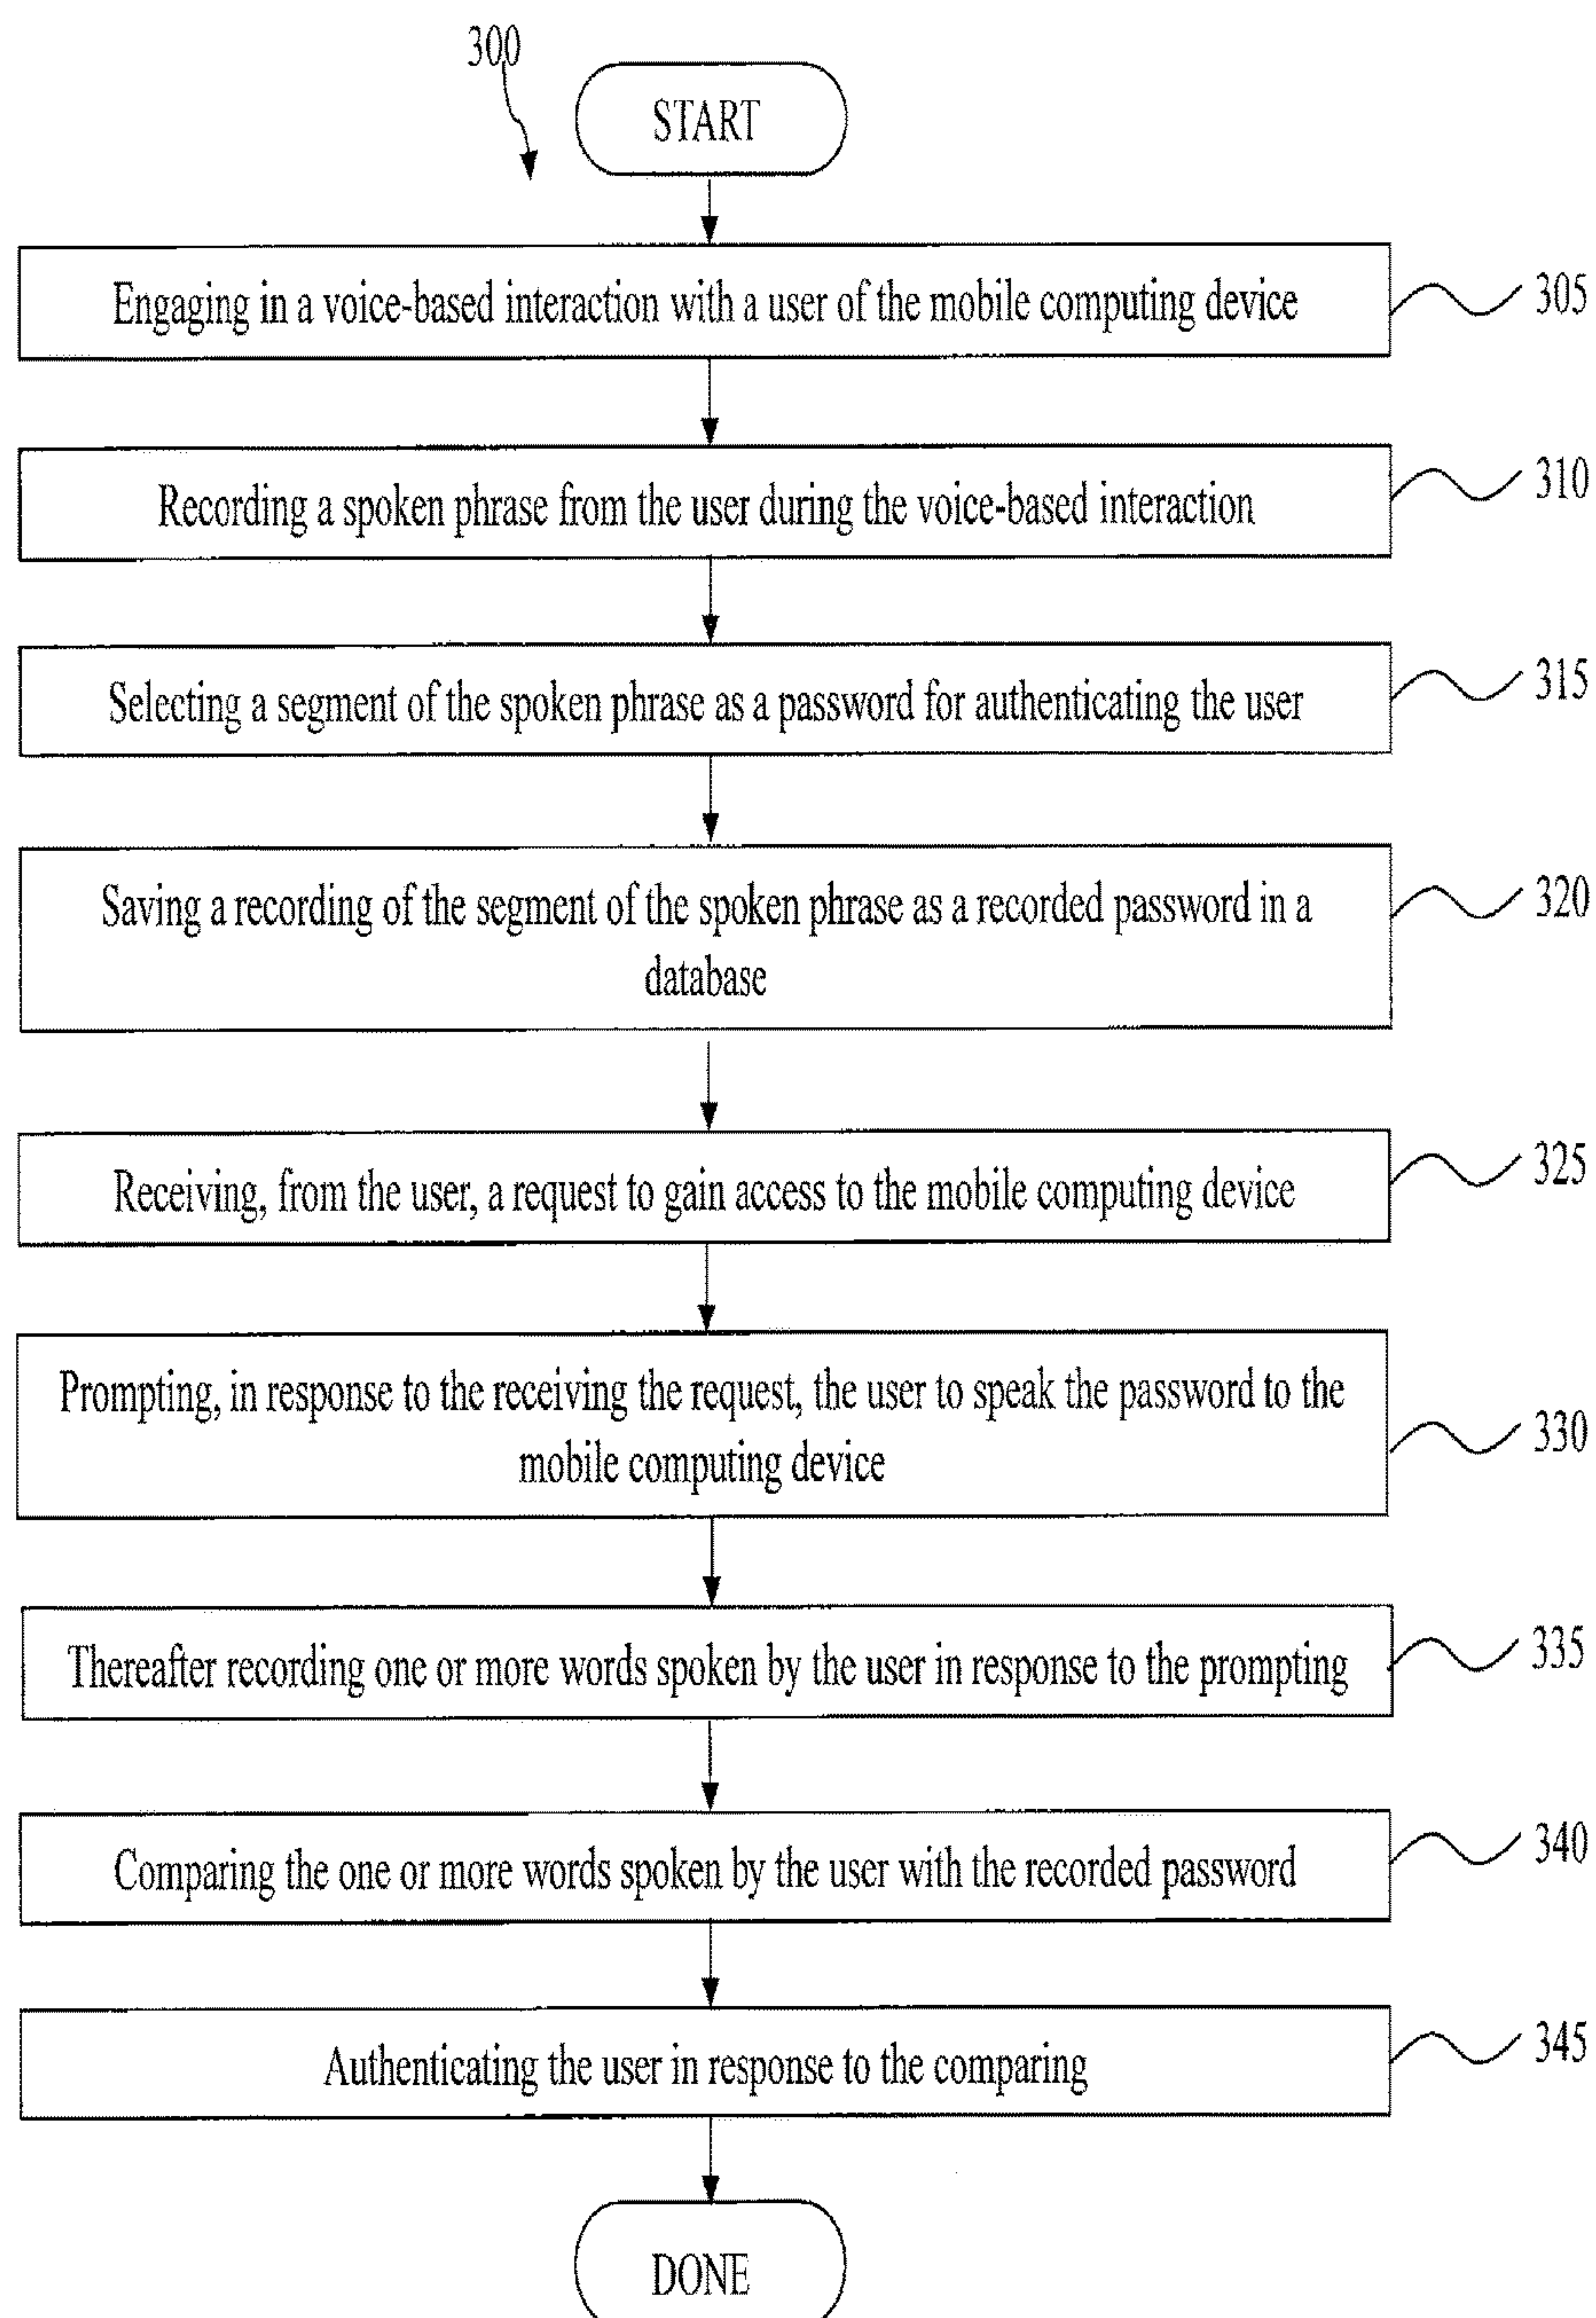 300
START
Engaging in a voice-based interaction with a user of the mobile computing device
305
Recording a spoken phrase from the user during the voice-based interaction
310
Selecting a segment of the spoken phrase as a password for authenticating the user
315
Saving a recording of the segment of the spoken phrase as a recorded password in a
database
320
Receiving, from the user, a request to gain access to the mobile computing device
325
Prompting, in response to the receiving the request, the user to speak the password to the
mobile computing device
330
Thereafter recording one or more words spoken by the user in response to the prompting
335
Comparing the one or more words spoken by the user with the recorded password
340
Authenticating the user in response to the comparing
345
DONE